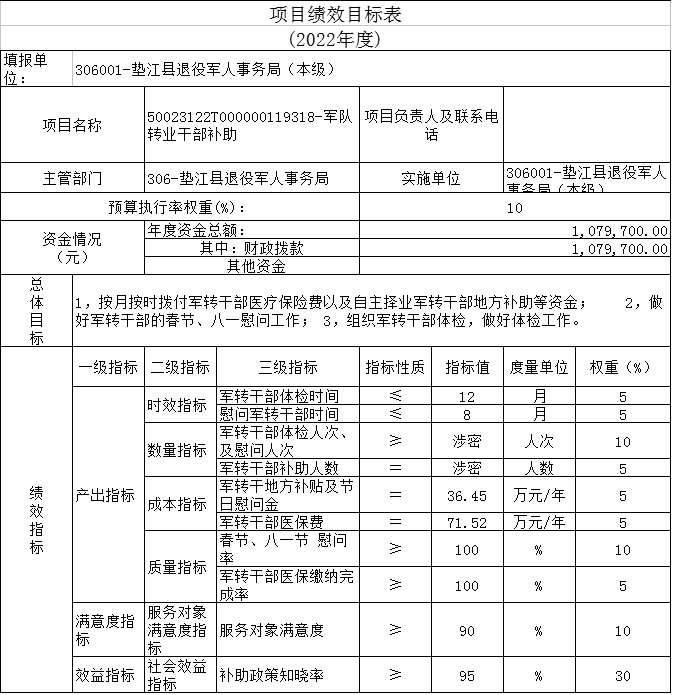 项目绩效目标表
(2022年度)
填报单
位：
306001-垫江县退役军人事务局（本级）
项目名称
50023122T000000119318-军队
转业干部补助
项目负责人及联系电
话
主管部门
306-垫江县退役军人事务局
实施单位
306001-垫江县退役军人
事务局（本级）
预算执行率权重(%)：
10
资金情况
（元）
年度资金总额：
1,079,700.00
其中：财政拨款
1,079,700.00
其他资金
总
体
目
标
1，按月按时拨付军转干部医疗保险费以及自主择业军转干部地方补助等资金； 2，做
好军转干部的春节、八一慰问工作； 3，组织军转干部体检，做好体检工作。
绩
效
指
标
一级指标 二级指标 三级指标 指标性质 指标值 度量单位 权重（%）
产出指标
时效指标
军转干部体检时间 ≤ 12 月 5
慰问军转干部时间 ≤ 8 月 5
数量指标
军转干部体检人次、
及慰问人次
≥ 涉密 人次 10
军转干部补助人数 ＝ 涉密 人数 5
成本指标
军转干地方补贴及节
日慰问金
＝ 36.45 万元/年 5
军转干部医保费 ＝ 71.52 万元/年 5
质量指标
春节、八一节 慰问
率
≥ 100 % 10
军转干部医保缴纳完
成率
≥ 100 % 5
满意度指
标
服务对象
满意度指
标
服务对象满意度 ≥ 90 % 10
效益指标
社会效益
指标
补助政策知晓率 ≥ 95 % 30